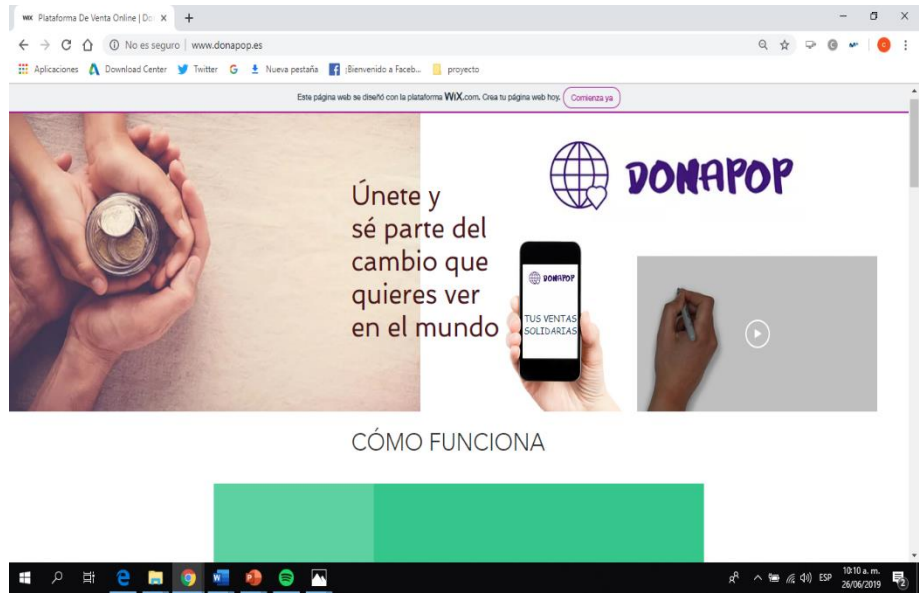 WiX Plataforma De Venta Online | Do
No es seguro | www.donapop.es
Aplicaciones
Download Center
Twitter
G
Nueva pestaña
¡Bienvenido a Faceb...
proyecto
Este página web se diseñó con la plataforma WiX.com. Crea tu página web hoy.
Comienza ya
DONAPOP
Únete y
sé parte del
cambio que
quieres ver
en el mundo
DONAPOP
TUS VENTAS
SOLIDARIAS
CÓMO FUNCIONA
ESP
10:10 a. m.
26/06/2019